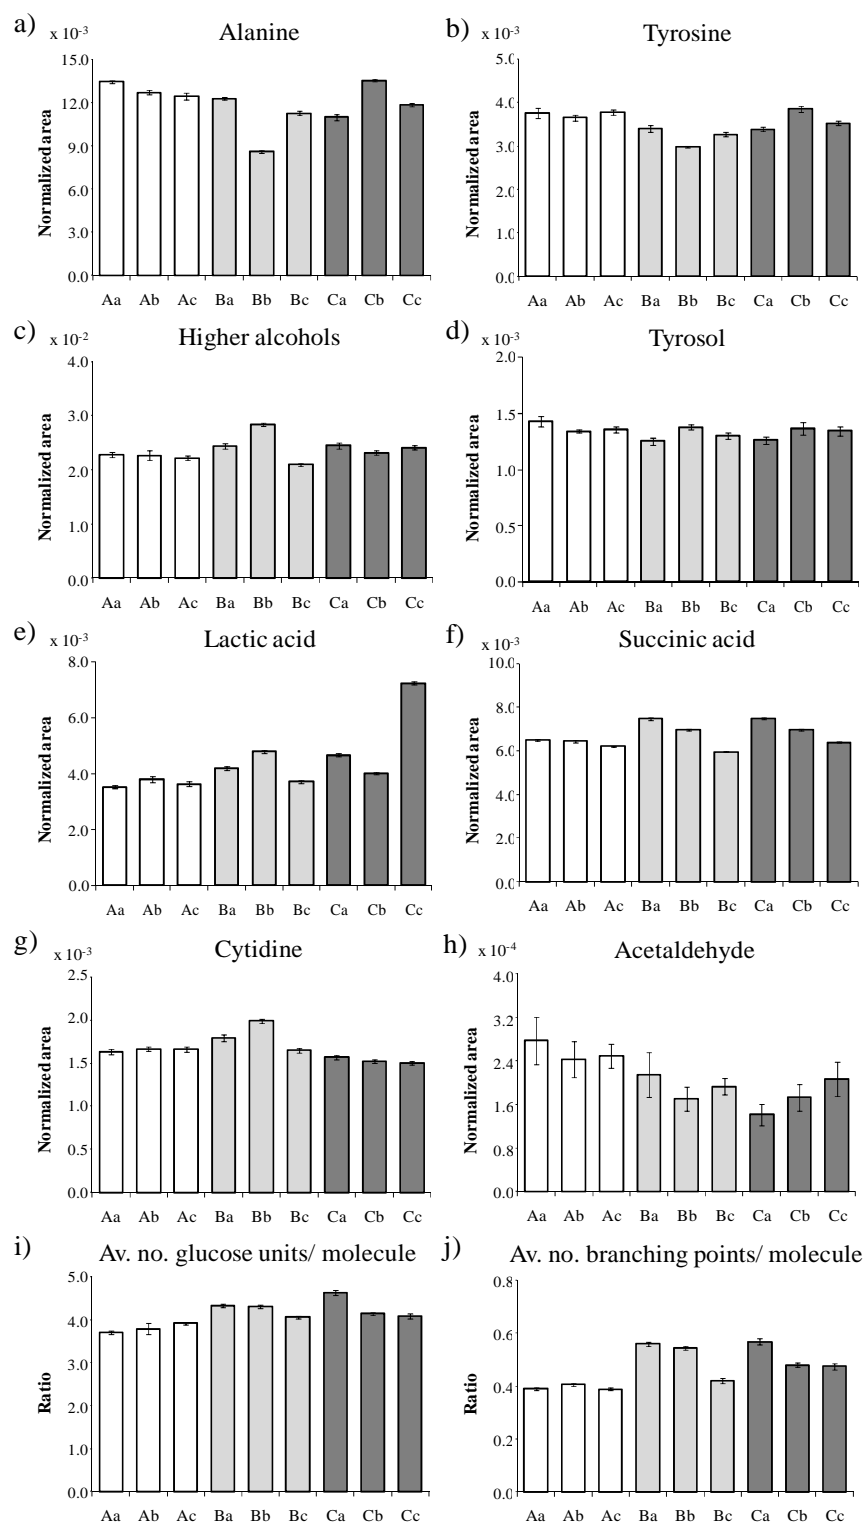 a) x 10-3
Alanine
15.0
12.0
9.0
6.0
3.0
0.0
Normalized area
Aa Ab Ac Ba Bb Bc Ca Cb Cc
b) x 10-3
Tyrosine
5.0
4.0
3.0
2.0
1.0
0.0
Normalized area
Aa Ab Ac Ba Bb Bc Ca Cb Cc
c) x 10-2
Higher alcohols
4.0
3.0
2.0
1.0
0.0
Normalized area
Aa Ab Ac Ba Bb Bc Ca Cb Cc
d) x 10-3
Tyrosol
2.0
1.5
1.0
0.5
0.0
Normalized area
Aa Ab Ac Ba Bb Bc Ca Cb Cc
e) x 10-3
Lactic acid
8.0
6.0
4.0
2.0
0.0
Normalized area
Aa Ab Ac Ba Bb Bc Ca Cb Cc
f) x 10-3
Succinic acid
10.0
8.0
6.0
4.0
2.0
0.0
Normalized area
Aa Ab Ac Ba Bb Bc Ca Cb Cc
g) x 10-3
Cytidine
2.5
2.0
1.5
1.0
0.5
0.0
Normalized area
Aa Ab Ac Ba Bb Bc Ca Cb Cc
h) x 10-4
Acetaldehyde
4.0
3.2
2.4
1.6
0.8
0.0
Normalized area
Aa Ab Ac Ba Bb Bc Ca Cb Cc
i) Av. no. glucose units/ molecule
5.0
4.0
3.0
2.0
1.0
0.0
Ratio
Aa Ab Ac Ba Bb Bc Ca Cb Cc
j) Av. no. branching points/ molecule
0.8
0.6
0.4
0.2
0.0
Ratio
Aa Ab Ac Ba Bb Bc Ca Cb Cc